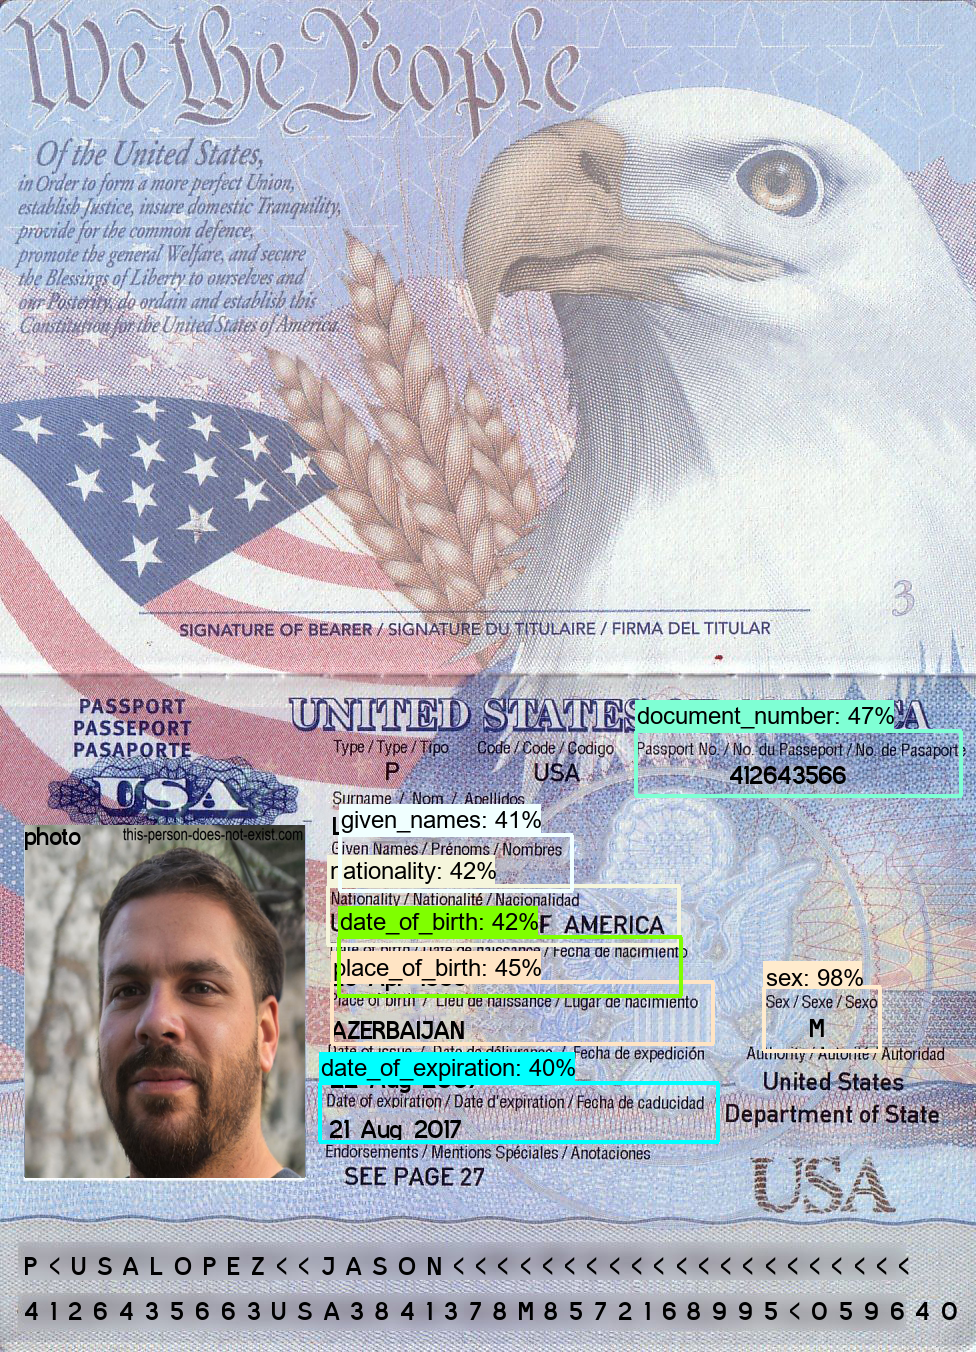 We the People
Of the United States,
in Order to form a more perfect Union,
establish Justice, insure domestic Tranquility,
provide for the common defence,
promote the general Welfare, and secure
the Blessings of Liberty to ourselves and
our Posterity, do ordain and establish this
Constitution for the United States of America.
3
SIGNATURE OF BEARER / SIGNATURE DU TITULAIRE / FIRMA DEL TITULAR
PASSPORT
PASSEPORT
PASAPORTE
USA
UNITED STATES
document_number: 47%
Type / Type / Tipo Code / Code / Codigo Passport No. / No. du Passeport / No. de Pasaporte
P USA 412643566
Surname / Nom / Apellidos
given_names: 41%
Given Names / Prénoms / Nombres
nationality: 42%
Nationality / Nationalité / Nacionalidad
date_of_birth: 42% F AMERICA
Date of birth / Date de naissance / Fecha de nacimiento
place_of_birth: 45%
sex: 98%
Place of birth / Lieu de naissance / Lugar de nacimiento Sex / Sexe / Sexo
AZERBAIJAN M
Date of issue / Date de délivrance / Fecha de expedición Authority / Autorité / Autoridad
date_of_expiration: 40%
United States
Department of State
Date of expiration / Date d'expiration / Fecha de caducidad
21 Aug 2017
Endorsements / Mentions Spéciales / Anotaciones
SEE PAGE 27
USA
photo this-person-does-not-exist.com
P<USALOPEZ<<JASON<<<<<<<<<<<<<<<<<<<<<
4126435663USA3841378M8572168995<059640